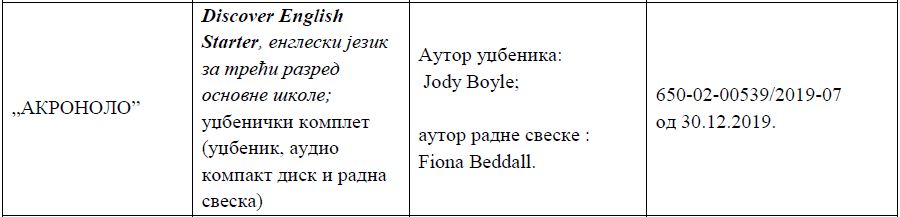 „АКРОНОЛО”
Discover English
Starter, енглески језик
за трећи разред
основне школе;
уџбенички комплет
(уџбеник, аудио
компакт диск и радна
свеска)
Аутор уџбеника:
Jody Boyle;
аутор радне свеске :
Fiona Beddall.
650-02-00539/2019-07
од 30.12.2019.